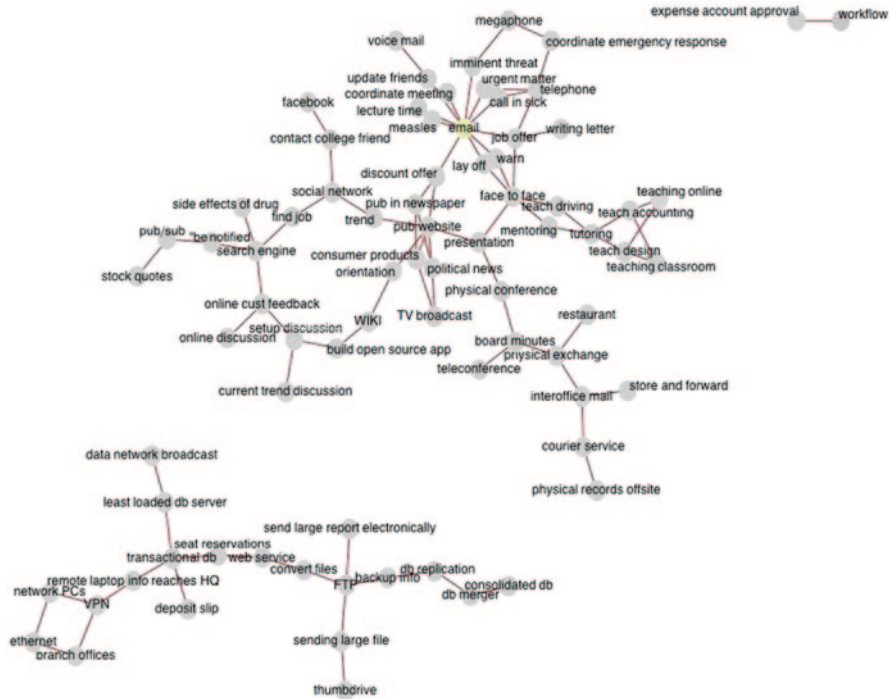 expense account approval
workflow
megaphone
voice mail
coordinate emergency response
imminent threat
update friends
urgent matter
coordinate meeting
telephone
facebook
call in sick
lecture time
measles
email
writing letter
contact college friend
job offer
warn
lay off
discount offer
social network
face to face
teaching online
side effects of drug
pub in newspaper
teach driving
teach accounting
find job
trend
pub website
mentoring
tutoring
pub/sub
be notified
search engine
presentation
teach design
consumer products
political news
teaching classroom
orientation
stock quotes
physical conference
online cust feedback
WIKI
TV broadcast
restaurant
setup discussion
online discussion
build open source app
board minutes
priysical exchange
teleconference
current trend discussion
interoffice mail
store and forward
courier service
data network broadcast
physical records offsite
least loaded db server
send large report electronically
seat reservations
transactional db
web service
convert files
db replication
remote laptop info reaches HQ
FTP
backup info
consolidated db
network PCs
db merger
VPN
deposit slip
ethernet
sending large file
branch offices
thumbdrive